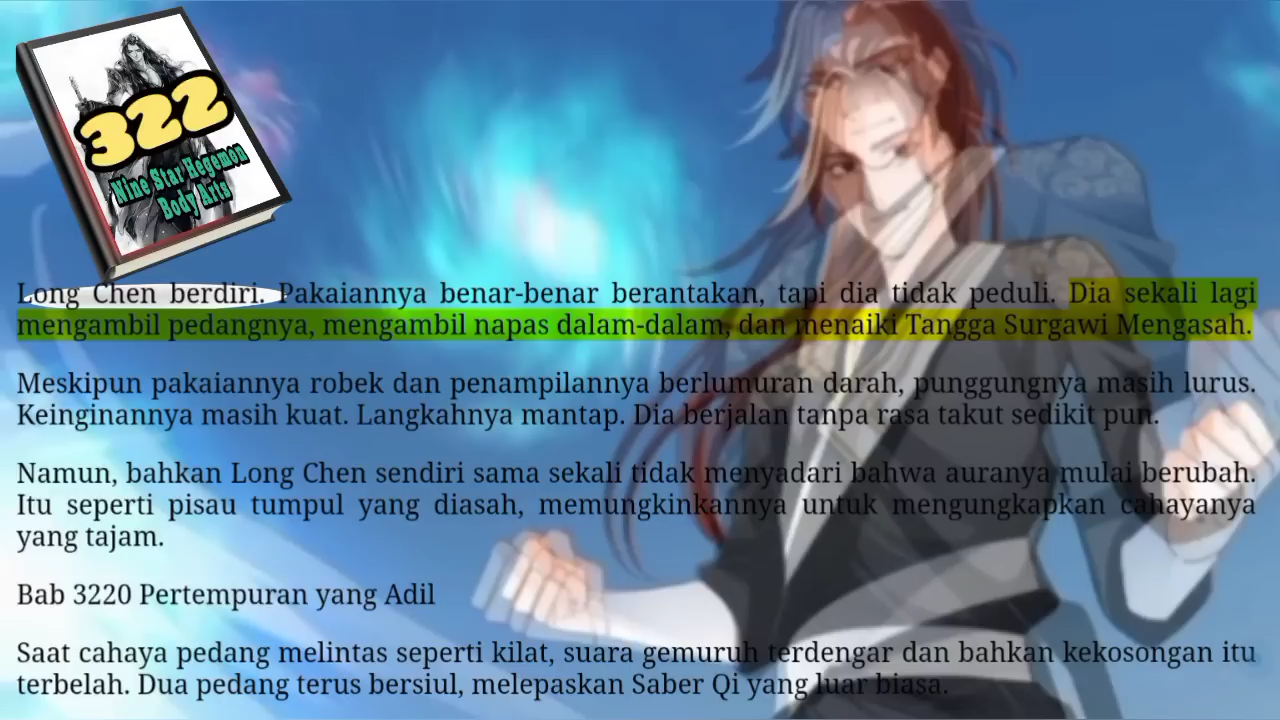 322
Nine Star Hegemon
Body Arts
Long Chen berdiri. Pakaiannya benar-benar berantakan, tapi dia tidak peduli. Dia sekali lagi
mengambil pedangnya, mengambil napas dalam-dalam, dan menaiki Tangga Surgawi Mengasah.
Meskipun pakaiannya robek dan penampilannya berlumuran darah, punggungnya masih lurus.
Keinginannya masih kuat. Langkahnya mantap. Dia berjalan tanpa rasa takut sedikit pun.
Namun, bahkan Long Chen sendiri sama sekali tidak menyadari bahwa auranya mulai berubah.
Itu seperti pisau tumpul yang diasah, memungkinkannya untuk mengungkapkan cahayanya
yang tajam.
Bab 3220 Pertempuran yang Adil
Saat cahaya pedang melintas seperti kilat, suara gemuruh terdengar dan bahkan kekosongan itu
terbelah. Dua pedang terus bersiul, melepaskan Saber Qi yang luar biasa.